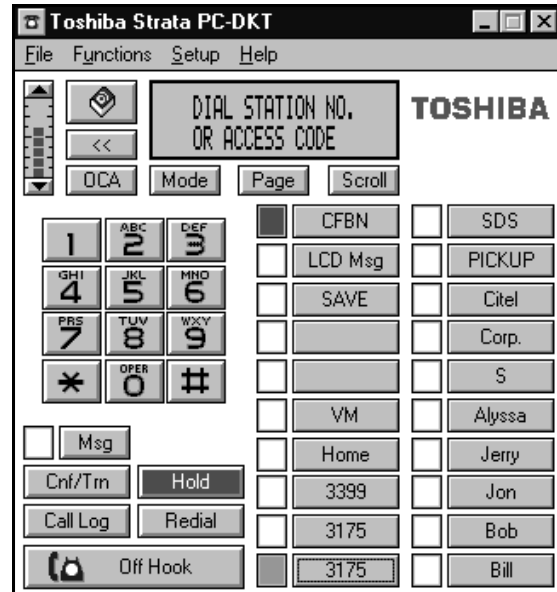 Toshiba Strata PC-DKT
File Functions Setup Help
DIAL STATION NO.
OR ACCESS CODE
TOSHIBA
<<
OCA Mode Page Scroll
1 ABC 2 DEF 3
GHI 4 JKL 5 MNO 6
PRS 7 TUV 8 WXY 9
* OPER 0 #
Msg
Cnf/Trn Hold
Call Log Redial
Off Hook
CFBN SDS
LCD Msg PICKUP
SAVE Citel
Corp.
S
VM Alyssa
Home Jerry
3399 Jon
3175 Bob
3175 Bill